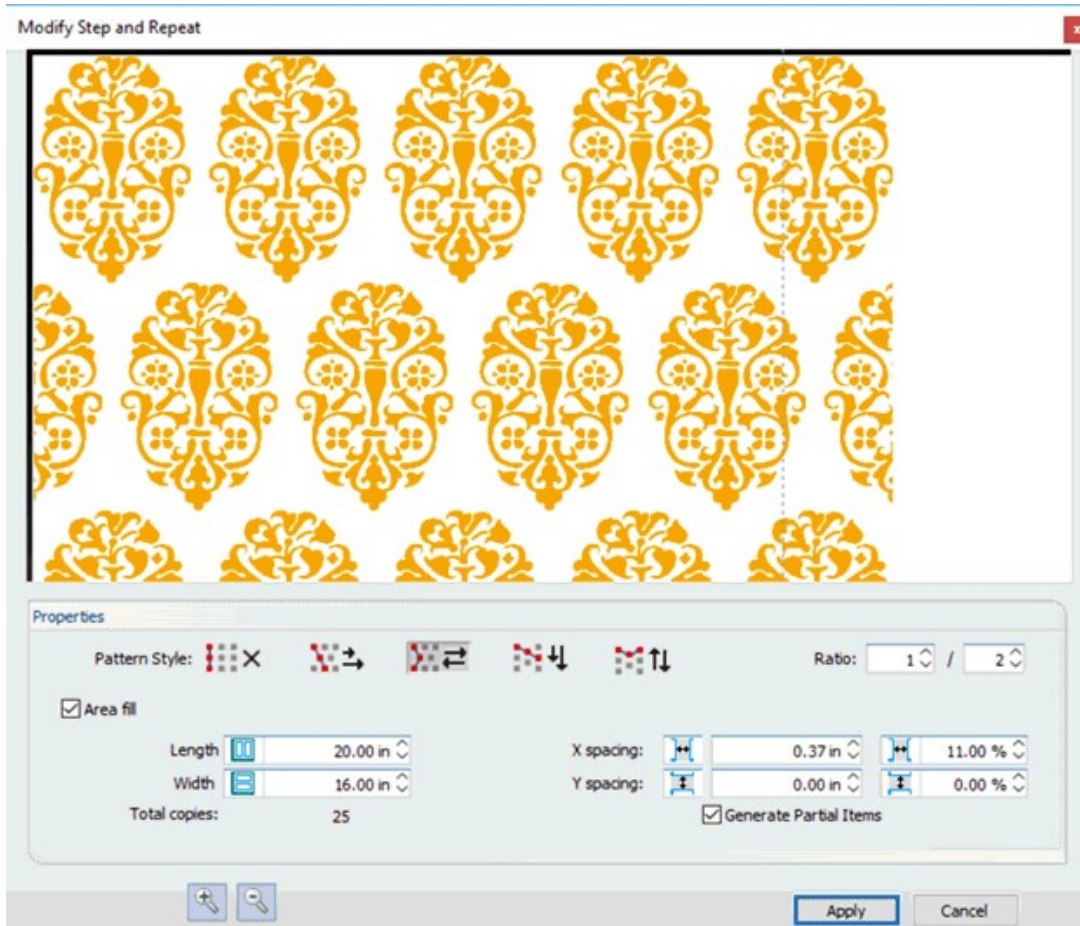 Modify Step and Repeat
x
Properties
Pattern Style:
Ratio: 1 / 2
Area fill
Length 20.00 in X spacing: 0.37 in 11.00 %
Width 16.00 in Y spacing: 0.00 in 0.00 %
Total copies: 25 Generate Partial Items
Apply Cancel